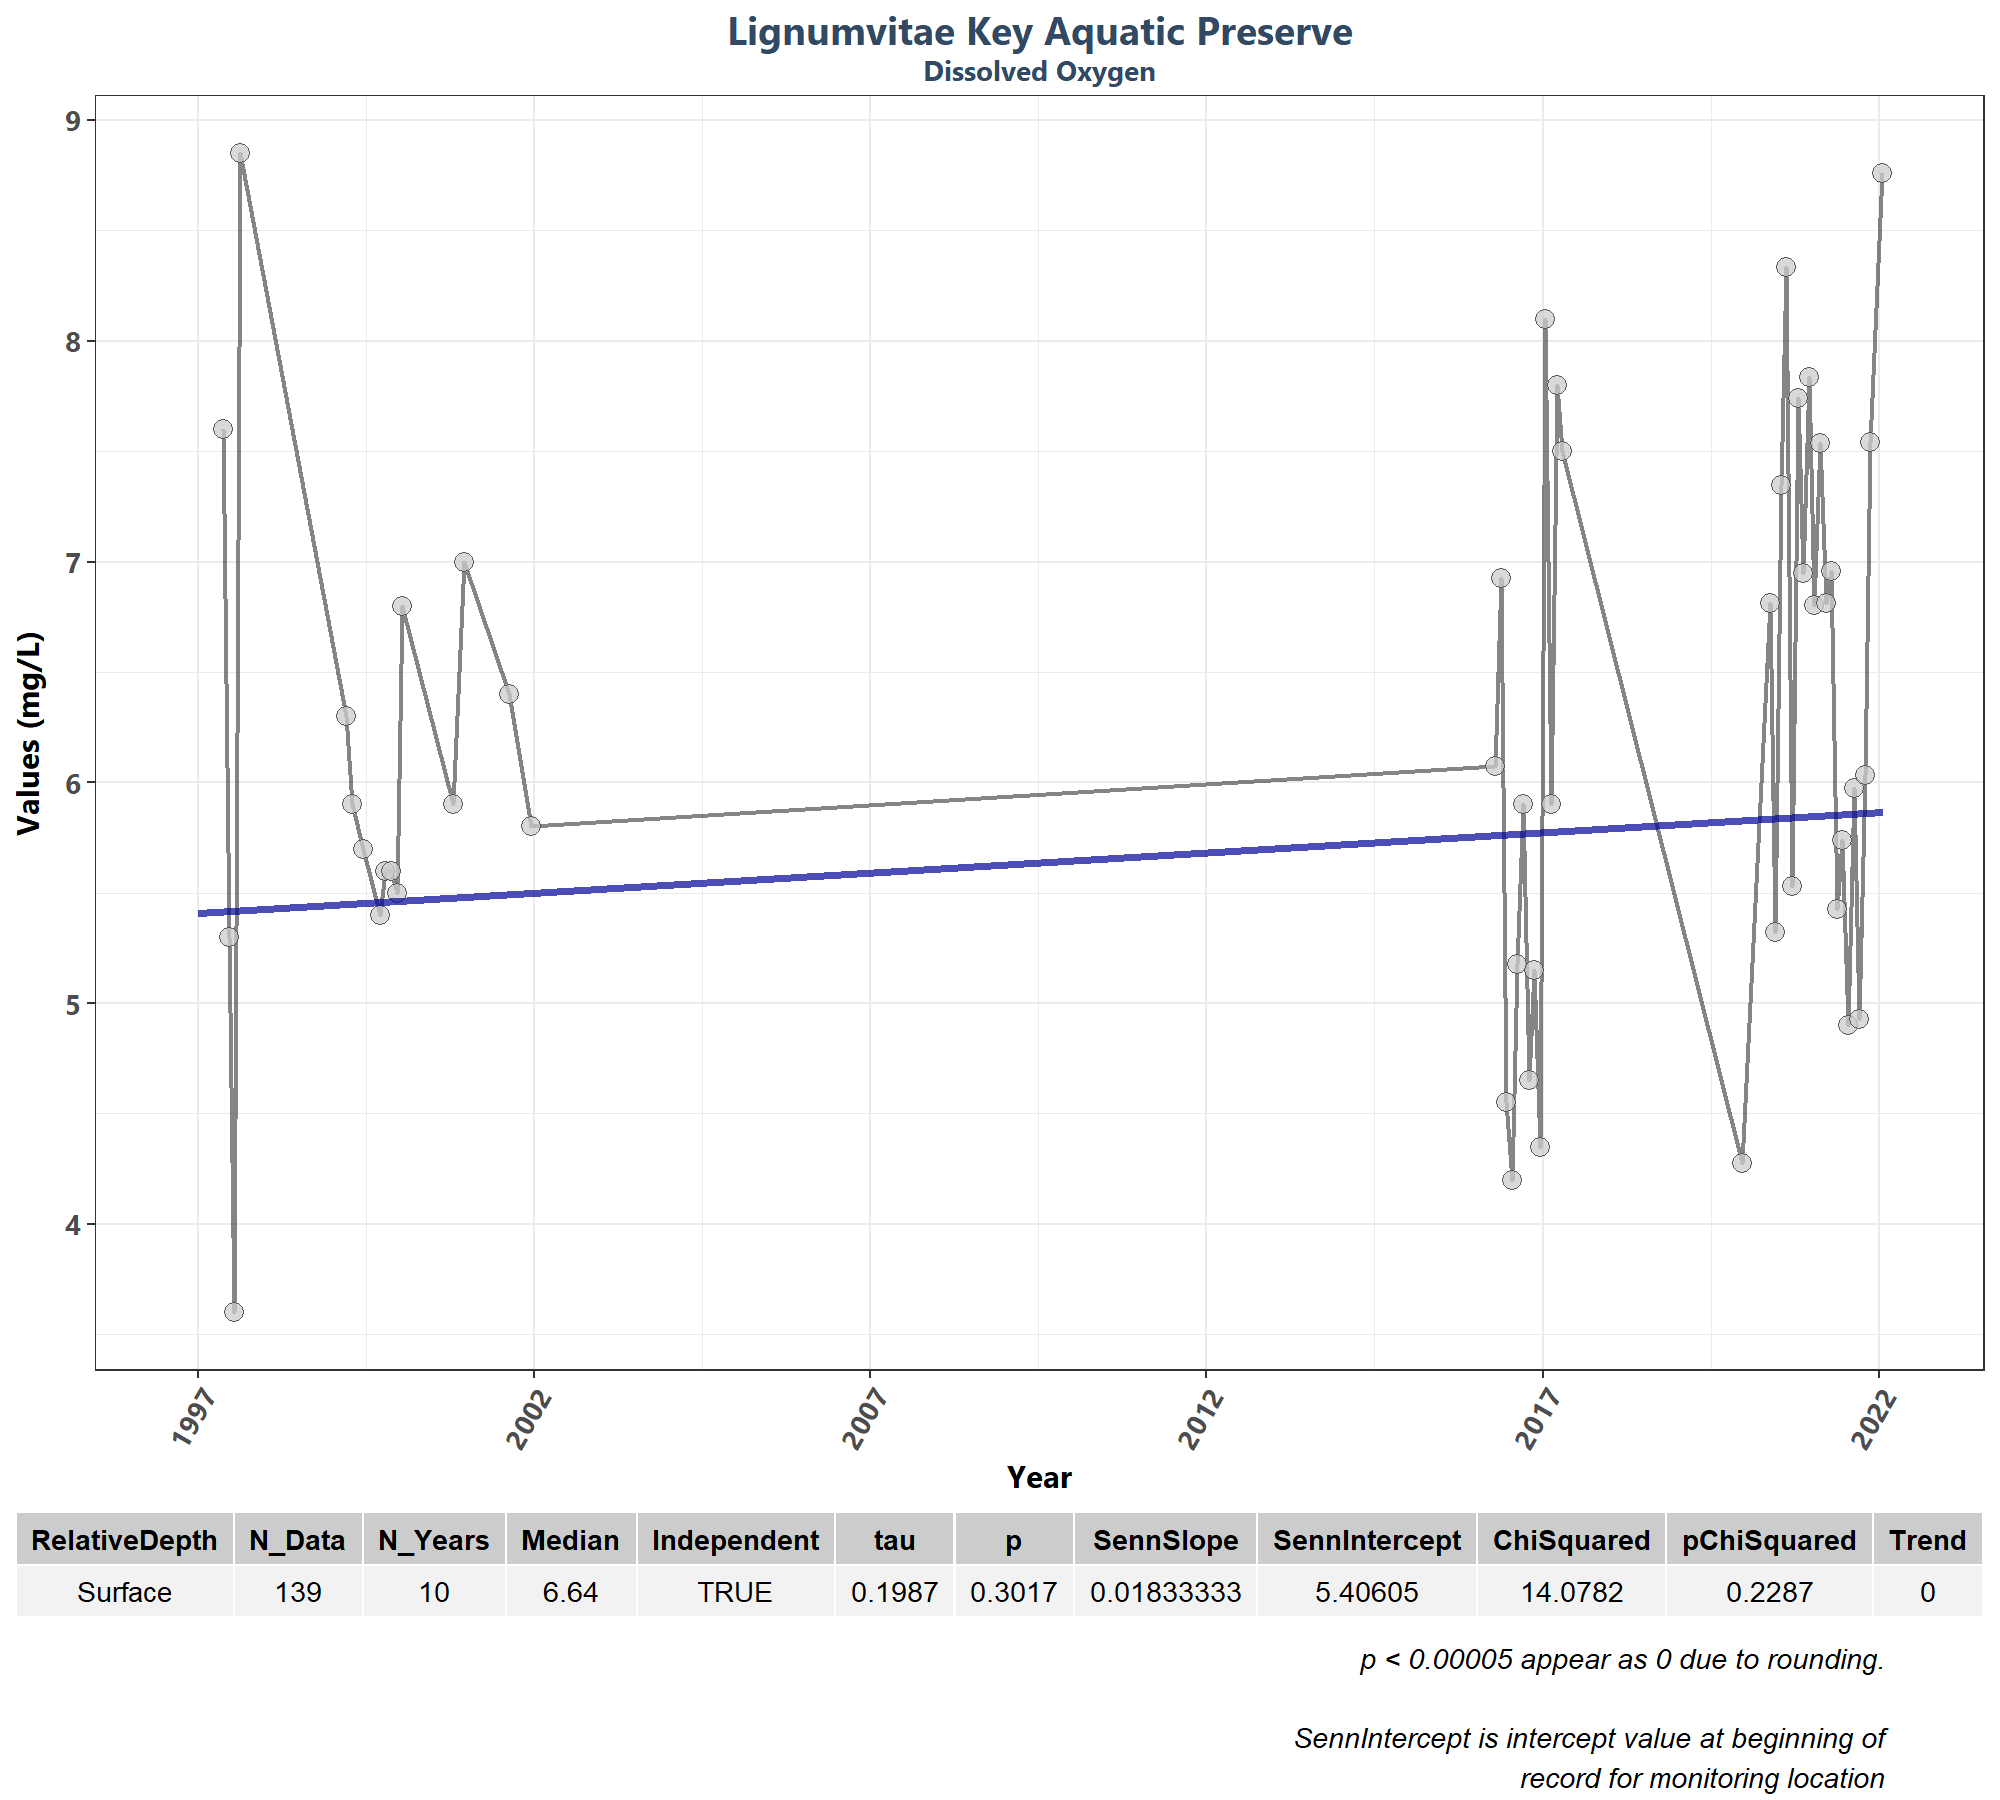 Lignumvitae Key Aquatic Preserve
Dissolved Oxygen
9
8
7
6
5
4
Values (mg/L)
1997
2002
2007
2012
2017
2022
Year
RelativeDepth N_Data N_Years Median Independent tau p SennSlope SennIntercept ChiSquared pChiSquared Trend
Surface 139 10 6.64 TRUE 0.1987 0.3017 0.01833333 5.40605 14.0782 0.2287 0
p < 0.00005 appear as 0 due to rounding.
SennIntercept is intercept value at beginning of
record for monitoring location